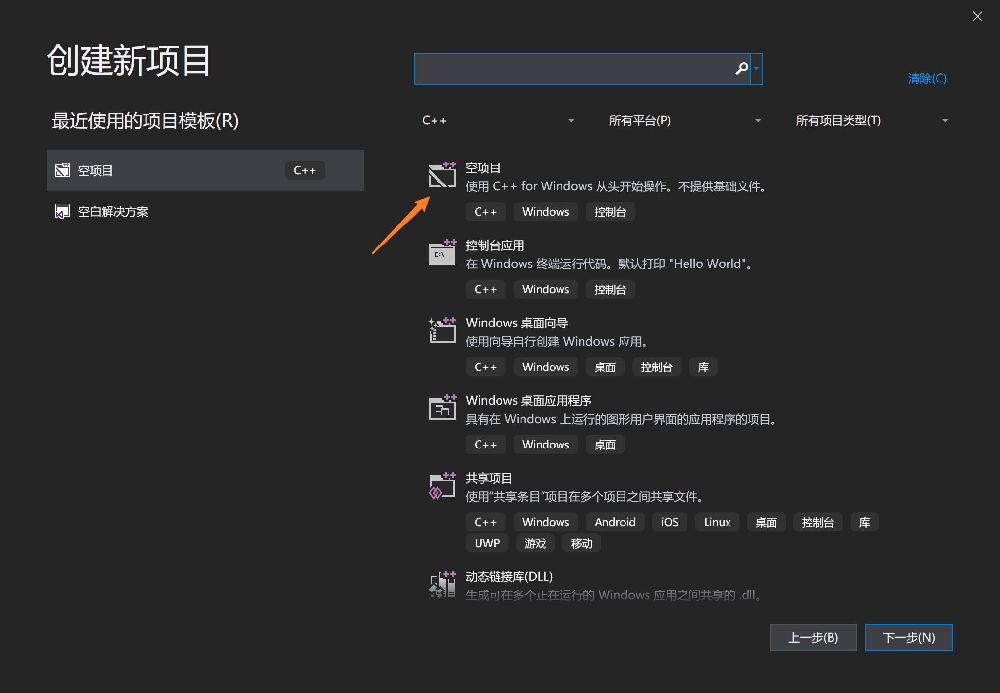 创建新项目
清除(C)
最近使用的项目模板(R)
空项目
C++
空白解决方案
C++
所有平台(P)
所有项目类型(T)
空项目
使用 C++ for Windows 从头开始操作。不提供基础文件。
C++ Windows 控制台
C:\
控制台应用
在 Windows 终端运行代码。默认打印 "Hello World"。
C++ Windows 控制台
Windows 桌面向导
使用向导自行创建 Windows 应用。
C++ Windows 桌面 控制台 库
Windows 桌面应用程序
具有在 Windows 上运行的图形用户界面的应用程序的项目。
C++ Windows 桌面
共享项目
使用“共享条目”项目在多个项目之间共享文件。
C++ Windows Android iOS Linux 桌面 控制台 库
UWP 游戏 移动
动态链接库(DLL)
生成可在多个正在运行的 Windows 应用之间共享的 .dll。
上一步(B)
下一步(N)